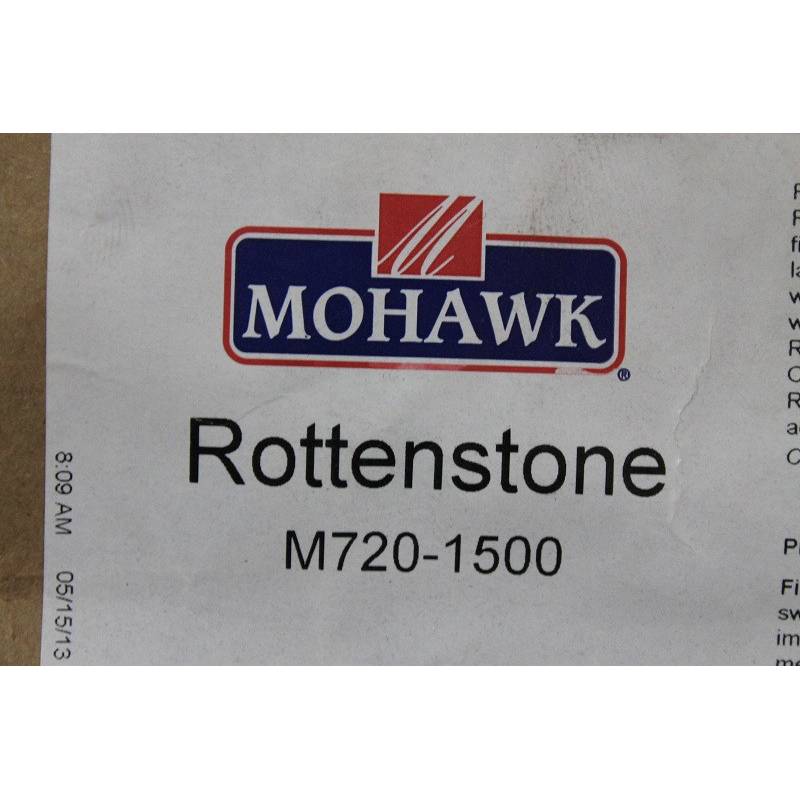 M
MOHAWK
®
Rottenstone
M720-1500
8:09 AM 05/15/13